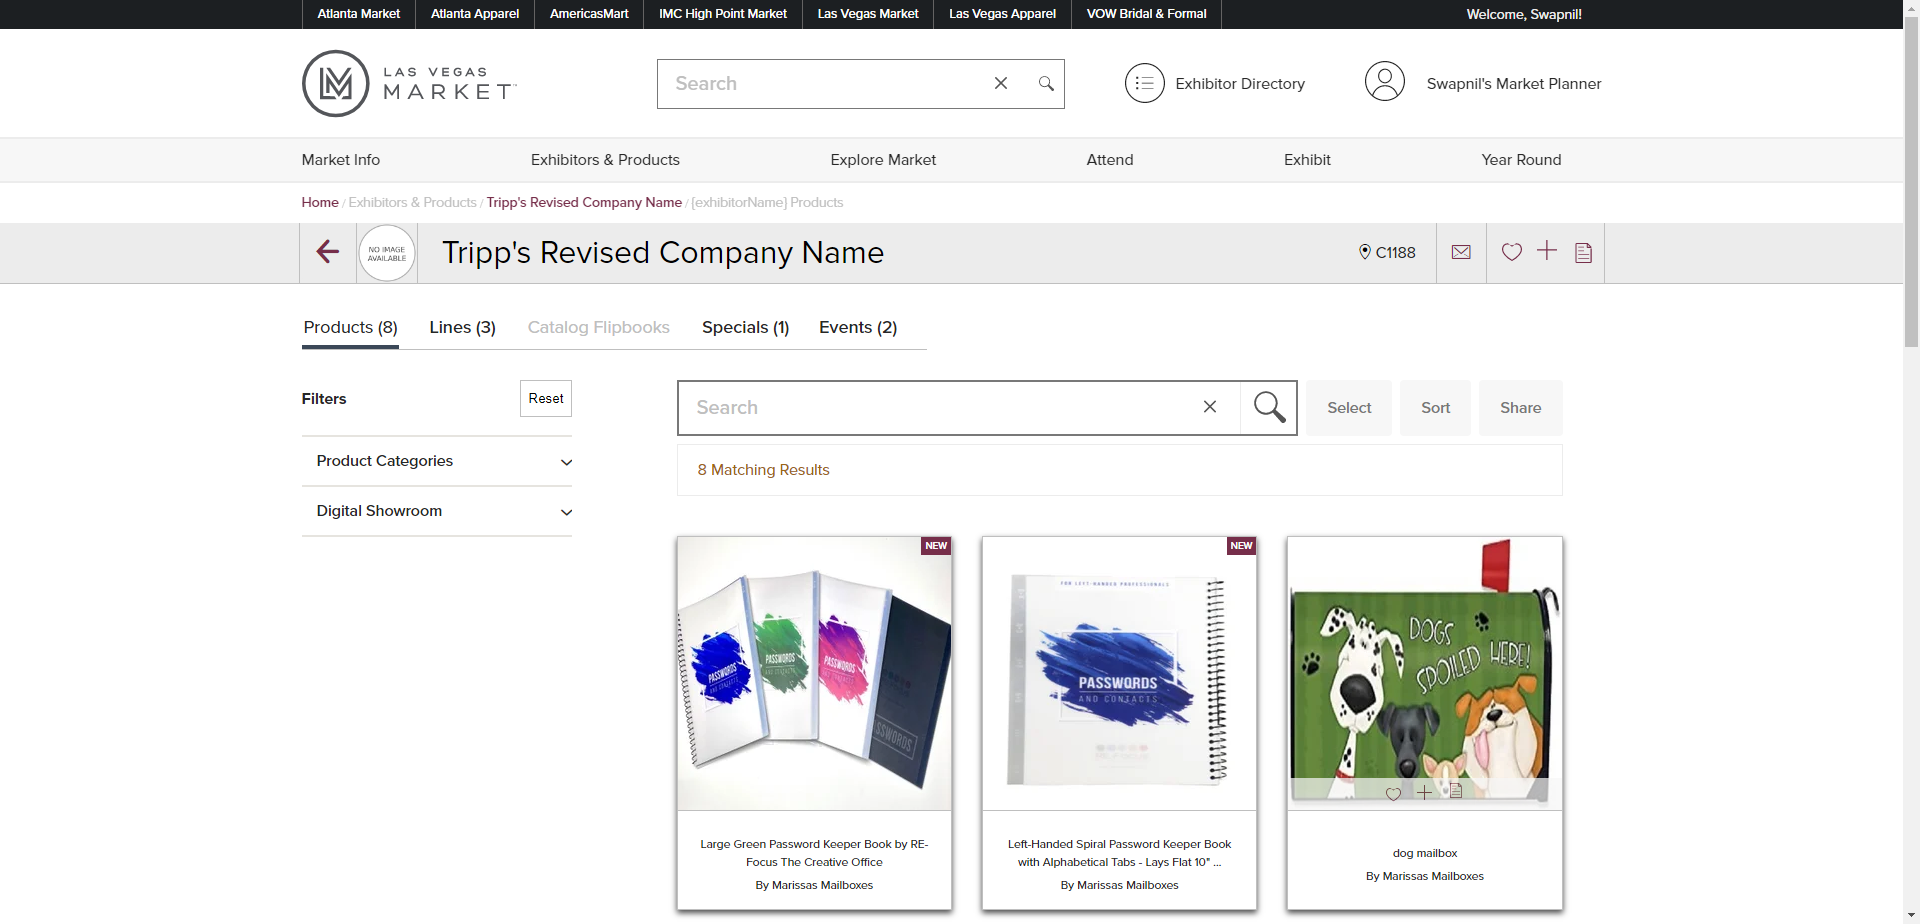 Atlanta Market
Atlanta Apparel
AmericasMart
IMC High Point Market
Las Vegas Market
Las Vegas Apparel
VOW Bridal & Formal
Welcome, Swapnil!
LAS VEGAS
MARKET
Search
Exhibitor Directory
Swapnil's Market Planner
Market Info
Exhibitors & Products
Explore Market
Attend
Exhibit
Year Round
Home / Exhibitors & Products / Tripp's Revised Company Name / [exhibitorName] Products
NO IMAGE
AVAILABLE
Tripp's Revised Company Name
C1188
Products (8)
Lines (3)
Catalog Flipbooks
Specials (1)
Events (2)
Filters
Reset
Search
Select
Sort
Share
Product Categories
8 Matching Results
Digital Showroom
NEW
PASSWORDS
AND CONTACTS
PASSWORDS
AND CONTACTS
PASSWORDS
AND CONTACTS
SSWORDS
NEW
FOR LEFT-HANDED PROFESSIONALS
PASSWORDS
AND CONTACTS
DOGS
SPOILED HERE!
Large Green Password Keeper Book by RE-
Focus The Creative Office
By Marissas Mailboxes
Left-Handed Spiral Password Keeper Book
with Alphabetical Tabs - Lays Flat 10" ...
By Marissas Mailboxes
dog mailbox
By Marissas Mailboxes